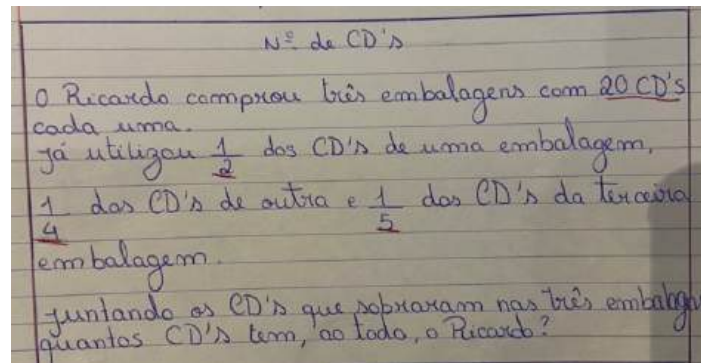 Nº de CD's
O Ricardo comprou três embalagens com 20 CD's
cada uma.
Já utilizou 1/2 dos CD's de uma embalagem,
1/4 dos CD's de outra e 1/5 dos CD's da terceira
embalagem.
Juntando os CD's que sobraram nas três embalagen
quantos CD's tem, ao todo, o Ricardo?